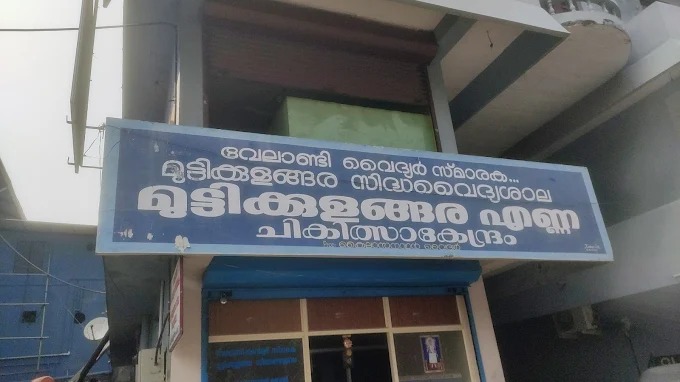 വേലാണ്ടി വൈദ്യർ സ്മാരക...
മുട്ടിക്കുളങ്ങര സിദ്ധവൈദ്യശാല
മുട്ടിക്കുളങ്ങര എണ്ണ
ചികിത്സാകേന്ദ്രം